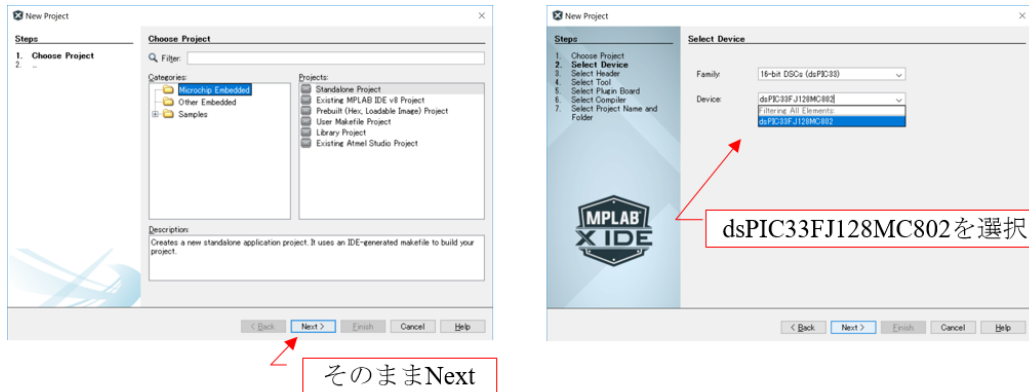 New Project
Steps
1. Choose Project
2. ...
Choose Project
Filter:
Categories:
Microchip Embedded
Other Embedded
Samples
Projects:
Standalone Project
Existing MPLAB IDE v8 Project
Prebuilt (Hex, Loadable Image) Project
User Makefile Project
Library Project
Existing Atmel Studio Project
Description:
Creates a new standalone application project. It uses an IDE-generated makefile to build your
project.
< Back
Next >
Finish
Cancel
Help
そのままNext
New Project
Steps
1. Choose Project
2. Select Device
3. Select Header
4. Select Tool
5. Select Plugin Board
6. Select Compiler
7. Select Project Name and
Folder
MPLAB
X IDE
Select Device
Family:
16-bit DSCs (dsPIC33)
Device:
dsPIC33FJ128MC802
Filtering All Elements:
dsPIC33FJ128MC802
dsPIC33FJ128MC802を選択
< Back
Next >
Finish
Cancel
Help